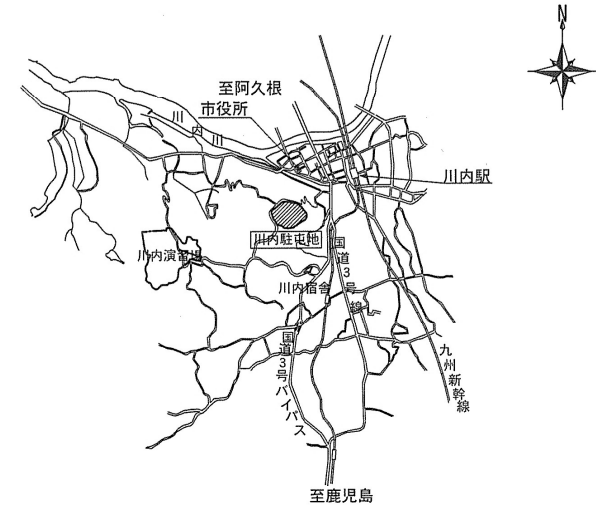 N
至阿久根
市役所
川内川
川内駅
川内駐屯地
国道3号線
川内演習場
川内宿舎
国道3号バイパス
九州新幹線
至鹿児島